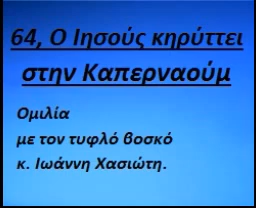 64, Ο Ιησούς κηρύττει
στην Καπερναούμ
Ομιλία
με τον τυφλό βοσκό
κ. Ιωάννη Χασιώτη.